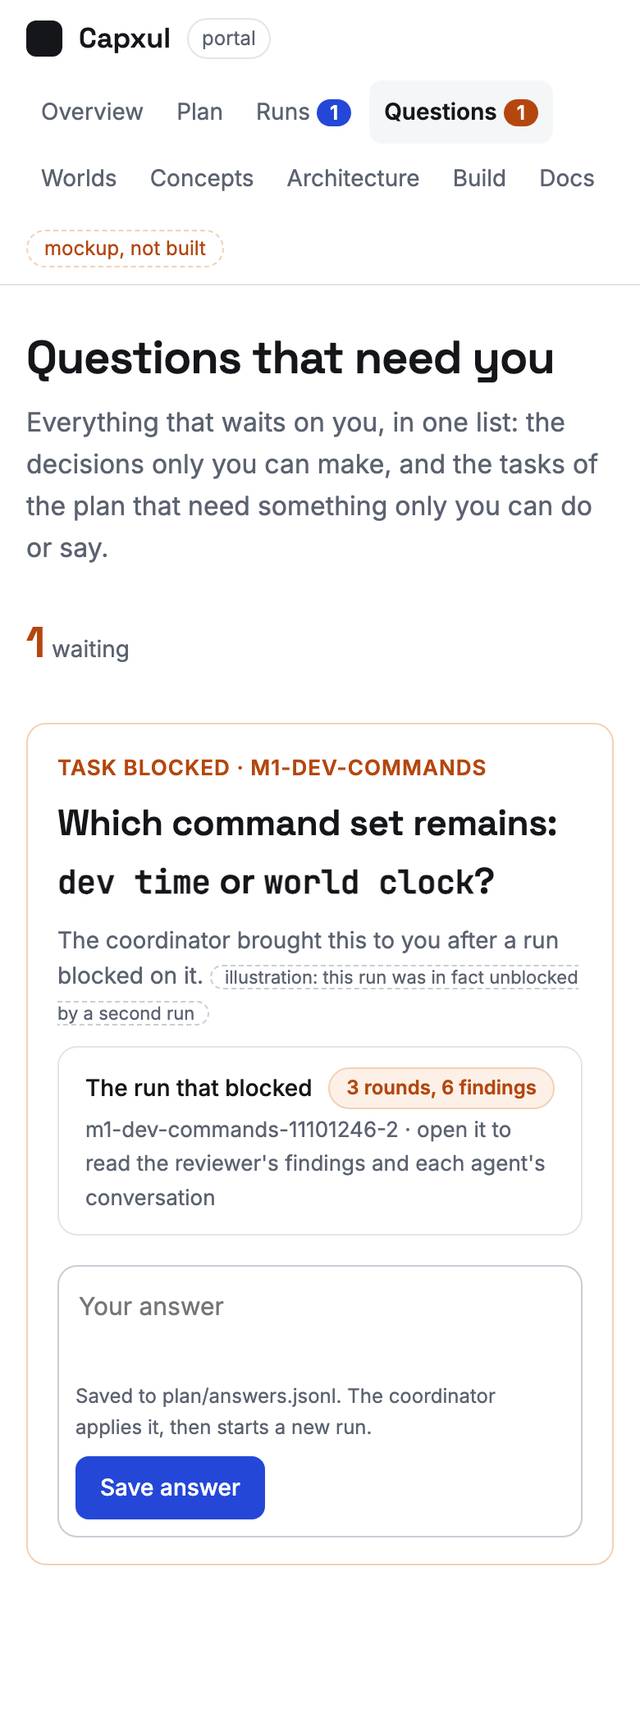 Capxul portal
Overview Plan Runs 1 Questions 1
Worlds Concepts Architecture Build Docs
mockup, not built
Questions that need you
Everything that waits on you, in one list: the
decisions only you can make, and the tasks of
the plan that need something only you can do
or say.
1 waiting
TASK BLOCKED · M1-DEV-COMMANDS
Which command set remains:
dev time or world clock?
The coordinator brought this to you after a run
blocked on it. illustration: this run was in fact unblocked
by a second run
The run that blocked 3 rounds, 6 findings
m1-dev-commands-11101246-2 · open it to
read the reviewer's findings and each agent's
conversation
Your answer
Saved to plan/answers.jsonl. The coordinator
applies it, then starts a new run.
Save answer